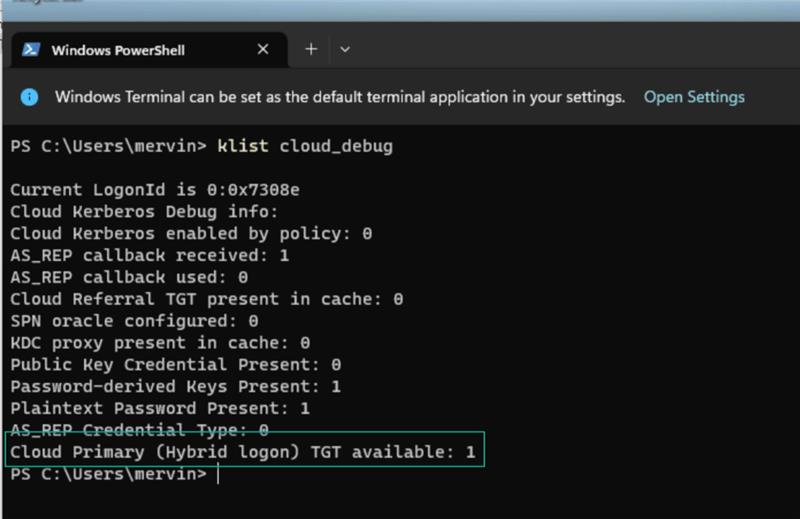 Windows PowerShell
Windows Terminal can be set as the default terminal application in your settings. Open Settings
PS C:\Users\mervin> klist cloud_debug
Current LogonId is 0:0x7308e
Cloud Kerberos Debug info:
Cloud Kerberos enabled by policy: 0
AS_REP callback received: 1
AS_REP callback used: 0
Cloud Referral TGT present in cache: 0
SPN oracle configured: 0
KDC proxy present in cache: 0
Public Key Credential Present: 0
Password-derived Keys Present: 1
Plaintext Password Present: 1
AS_REP Credential Type: 0
Cloud Primary (Hybrid logon) TGT available: 1
PS C:\Users\mervin>